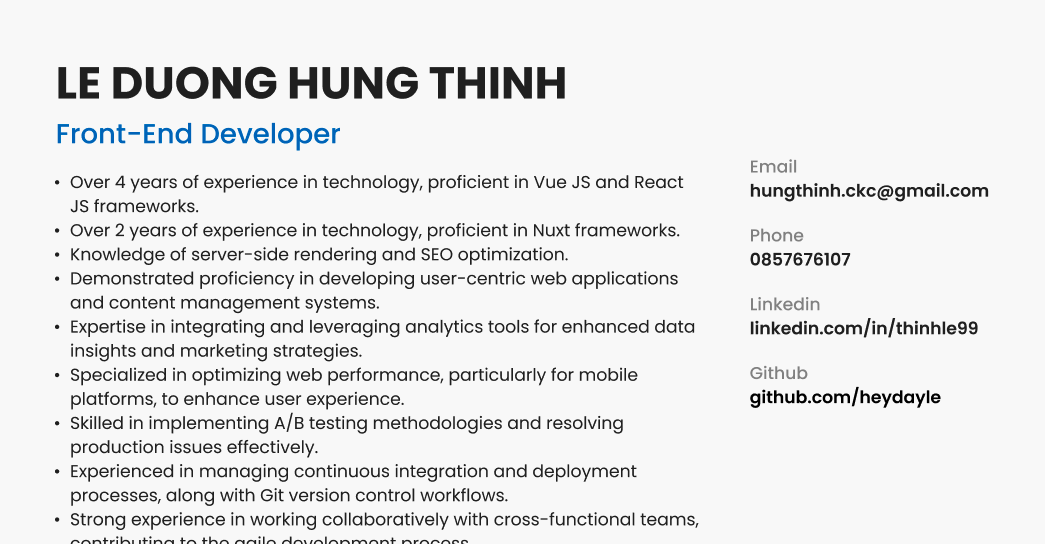 LE DUONG HUNG THINH
Front-End Developer
• Over 4 years of experience in technology, proficient in Vue JS and React
JS frameworks.
• Over 2 years of experience in technology, proficient in Nuxt frameworks.
• Knowledge of server-side rendering and SEO optimization.
• Demonstrated proficiency in developing user-centric web applications
and content management systems.
• Expertise in integrating and leveraging analytics tools for enhanced data
insights and marketing strategies.
• Specialized in optimizing web performance, particularly for mobile
platforms, to enhance user experience.
• Skilled in implementing A/B testing methodologies and resolving
production issues effectively.
• Experienced in managing continuous integration and deployment
processes, along with Git version control workflows.
• Strong experience in working collaboratively with cross-functional teams,
contributing to the agile development process.
Email
hungthinh.ckc@gmail.com
Phone
0857676107
Linkedin
linkedin.com/in/thinhle99
Github
github.com/heydayle